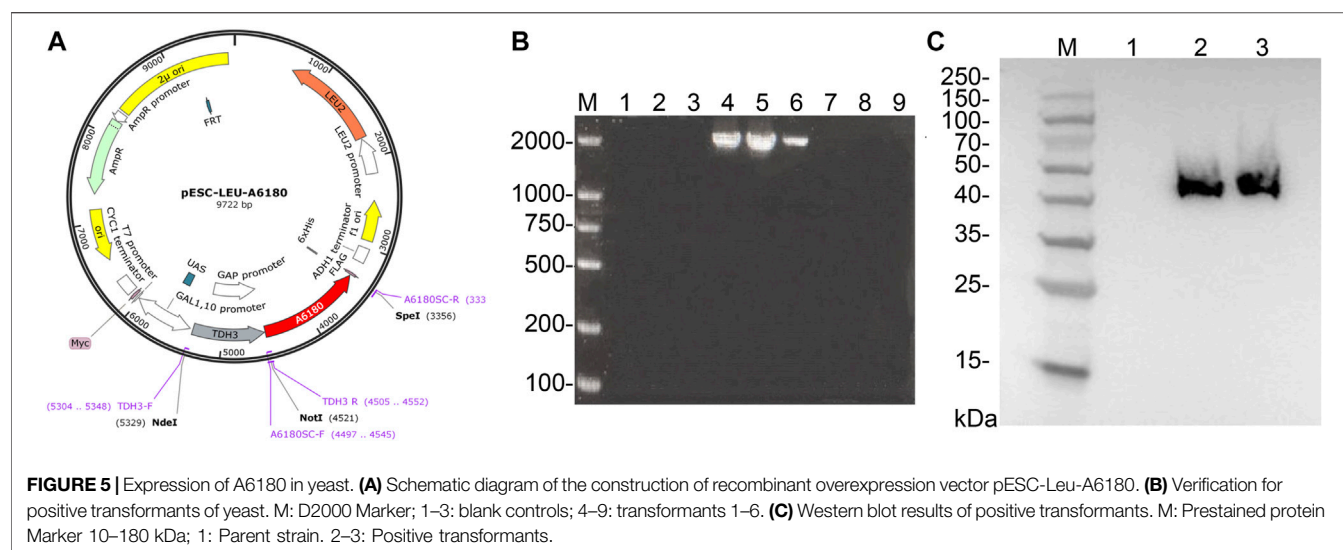 A
pESC-LEU-A6180
9722 bp
1000
2000
3000
4000
5000
6000
7000
8000
9000
2μ ori
AmpR promoter
AmpR
FRT
LEU2
LEU2 promoter
f1 ori
ADH1 terminator
FLAG
6xHis
A6180
GAP promoter
UAS
GAL1,10 promoter
TDH3
T7 promoter
CYC1 terminator
ori
Myc
A6180SC-R (333
SpeI (3356)
TDH3 R (4505 .. 4552)
NotI (4521)
A6180SC-F (4497 .. 4545)
(5304 .. 5348) TDH3-F
(5329) NdeI
B
M 1 2 3 4 5 6 7 8 9
2000-
1000-
750-
500-
200-
100-
C
M 1 2 3
250-
150-
100-
70-
50-
40-
35-
25-
15-
kDa
FIGURE 5 | Expression of A6180 in yeast. (A) Schematic diagram of the construction of recombinant overexpression vector pESC-Leu-A6180. (B) Verification for
positive transformants of yeast. M: D2000 Marker; 1–3: blank controls; 4–9: transformants 1–6. (C) Western blot results of positive transformants. M: Prestained protein
Marker 10–180 kDa; 1: Parent strain. 2–3: Positive transformants.